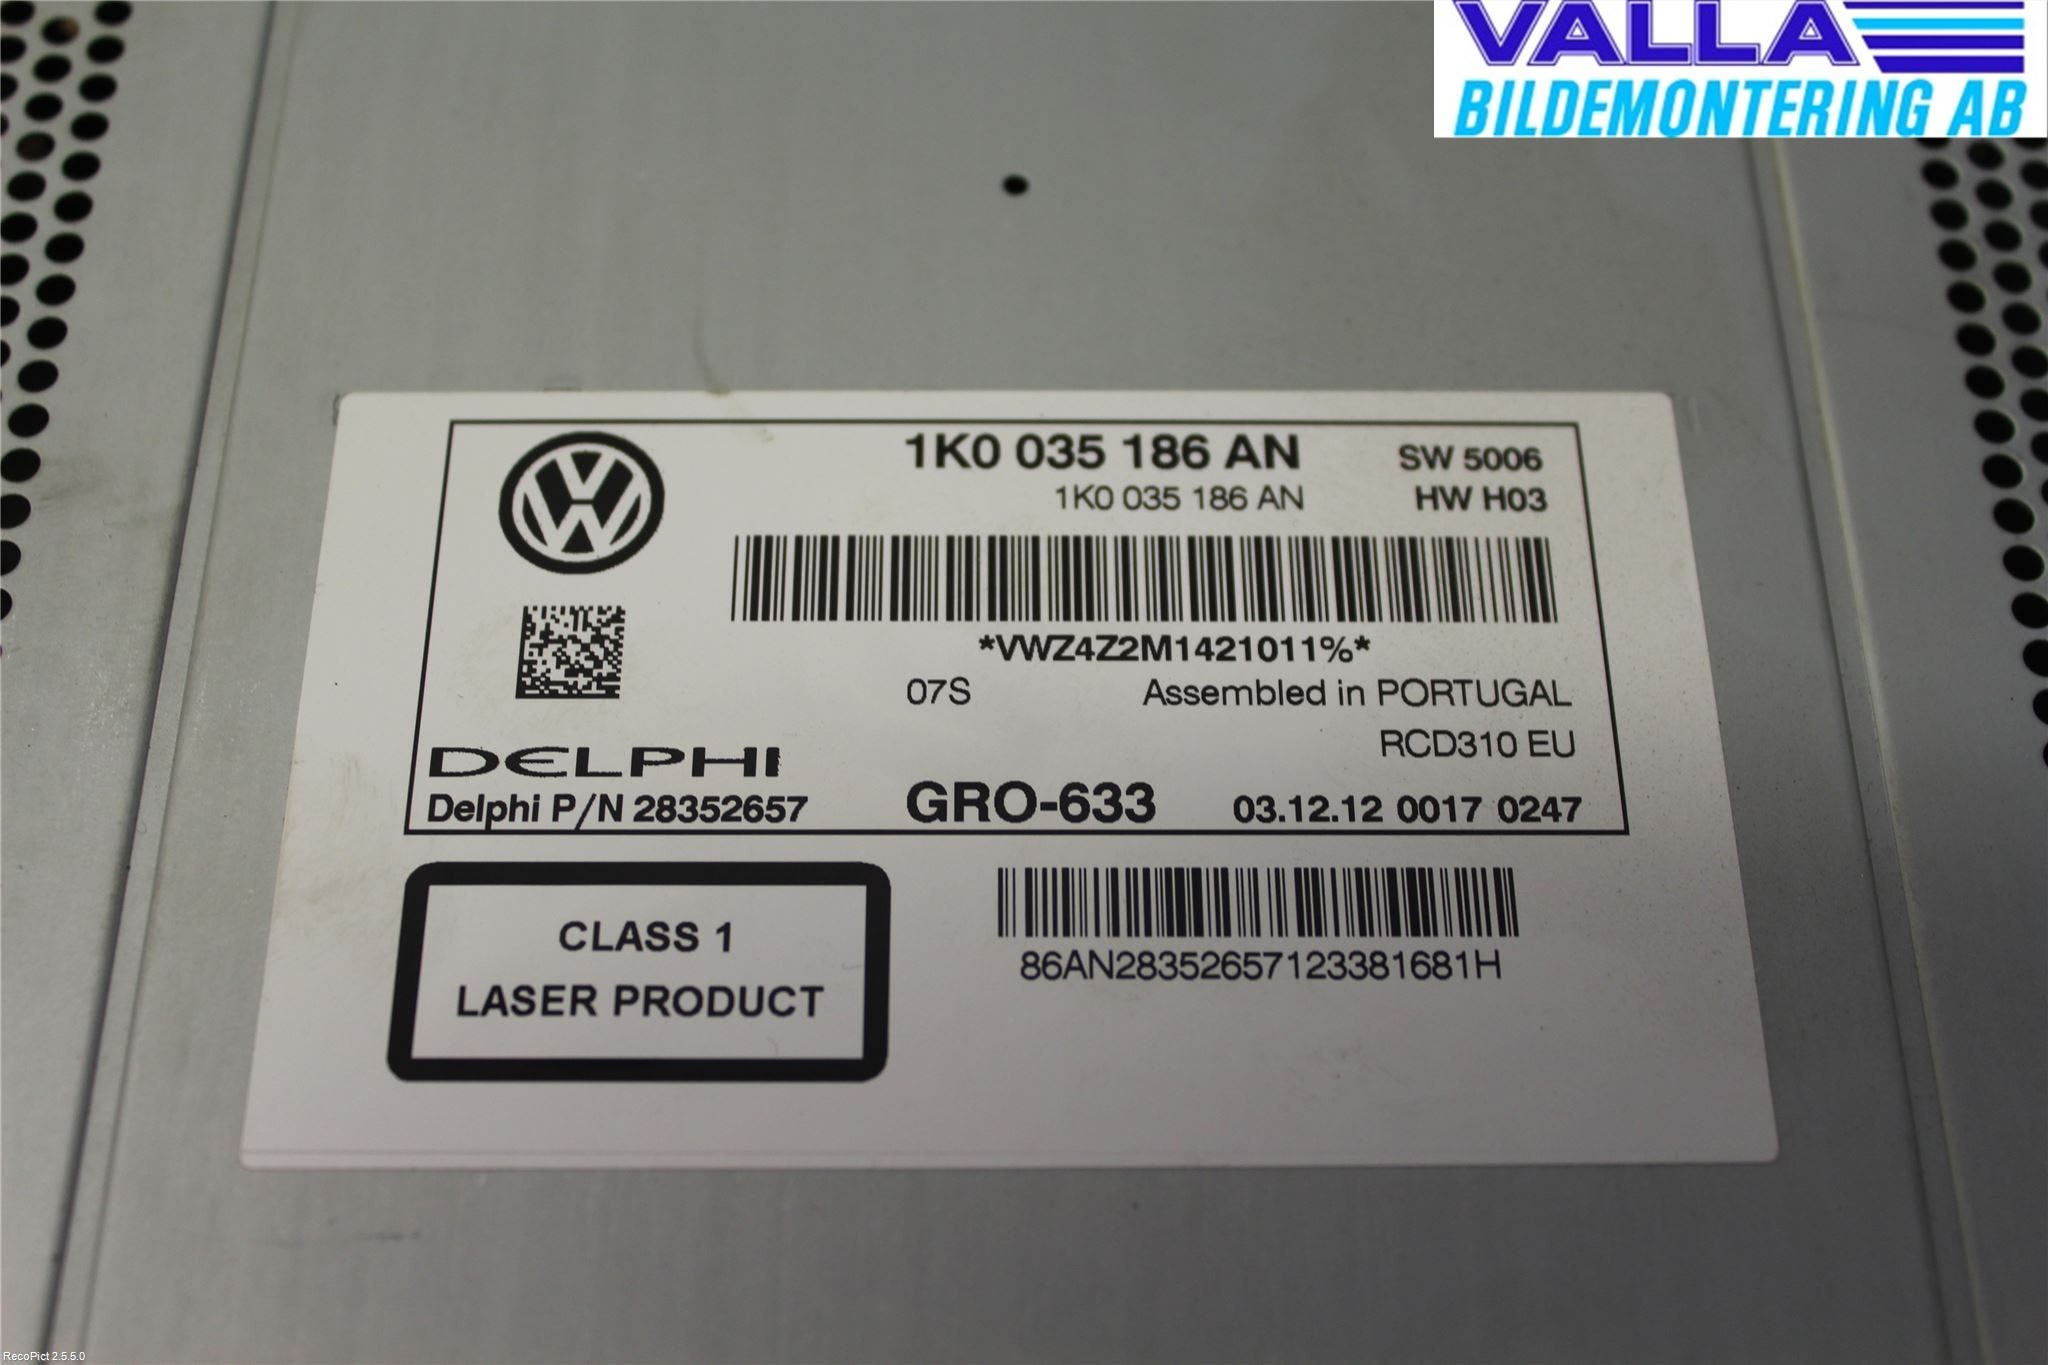 VALLA
BILDEMONTERING AB
1K0 035 186 AN SW 5006
1K0 035 186 AN HW H03
*VWZ4Z2M1421011%*
07S Assembled in PORTUGAL
RCD310 EU
DELPHI
Delphi P/N 28352657 GRO-633 03.12.12 0017 0247
CLASS 1
LASER PRODUCT
86AN28352657123381681H
RecoPict 2.5.5.0